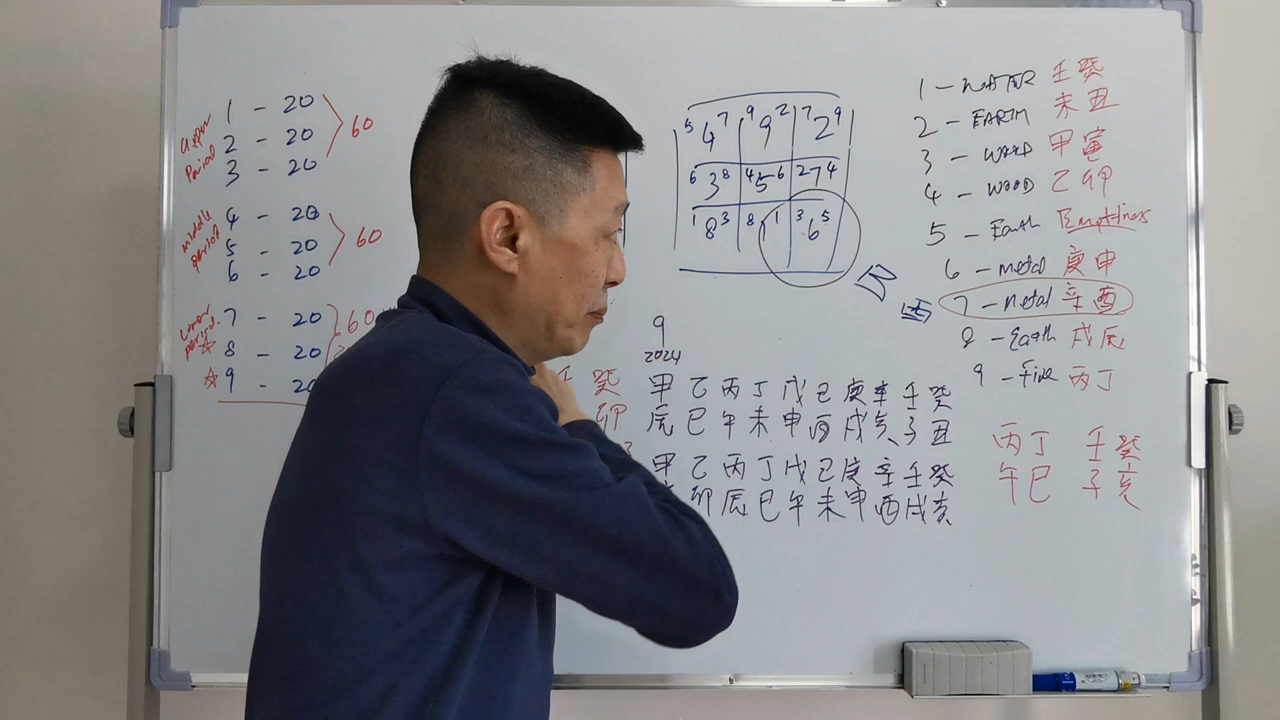 upper period
1 - 20
2 - 20
3 - 20
60
middle period
4 - 20
5 - 20
6 - 20
60
Lower period
7 - 20
☆ 8 - 20
☆ 9 - 20
60
5 4 7 9 9 2 7 2 9
6 3 8 4 5 6 2 7 4
1 8 3 8 1 3 6 5
9
2024
壬 癸
卯
甲 乙 丙 丁 戊 己 庚 辛 壬 癸
辰 巳 午 未 申 酉 戌 亥 子 丑
甲 乙 丙 丁 戊 己 庚 辛 壬 癸
卯 辰 巳 午 未 申 酉 戌 亥
1 - WATER 壬癸
2 - EARTH 未丑
3 - WOOD 甲寅
4 - WOOD 乙卯
5 - Earth Emptiness
6 - metal 庚申
7 - metal 辛酉
8 - Earth 戌辰
9 - Fire 丙丁
丙丁 壬癸
午巳 子亥